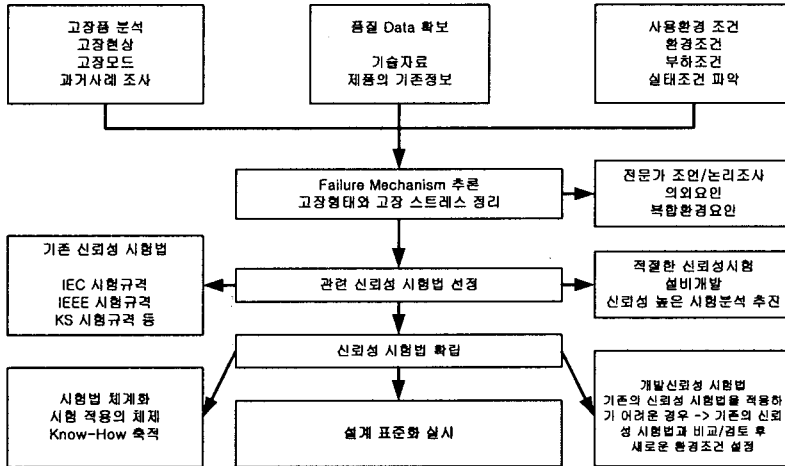 고장품 분석
고장현상
고장모드
과거사례 조사
품질 Data 확보
기술자료
제품의 기존정보
사용환경 조건
환경조건
부하조건
실태조건 파악
Failure Mechanism 추론
고장형태와 고장 스트레스 정리
전문가 조언/논리조사
의외요인
복합환경요안
기존 신뢰성 시험법
IEC 시험규격
IEEE 시험규격
KS 시험규격 등
관련 신뢰성 시험법 선정
적절한 신뢰성시험
설비개발
신뢰성 높은 시험분석 추진
신뢰성 시험법 확립
시험법 체계화
시험 적용의 체제
Know-How 축적
설계 표준화 실시
개발신뢰성 시험법
기존의 신뢰성 시험법을 적용하
기 어려운 경우 -> 기존의 신뢰
성 시험법과 비교/검토 후
새로운 환경조건 설정